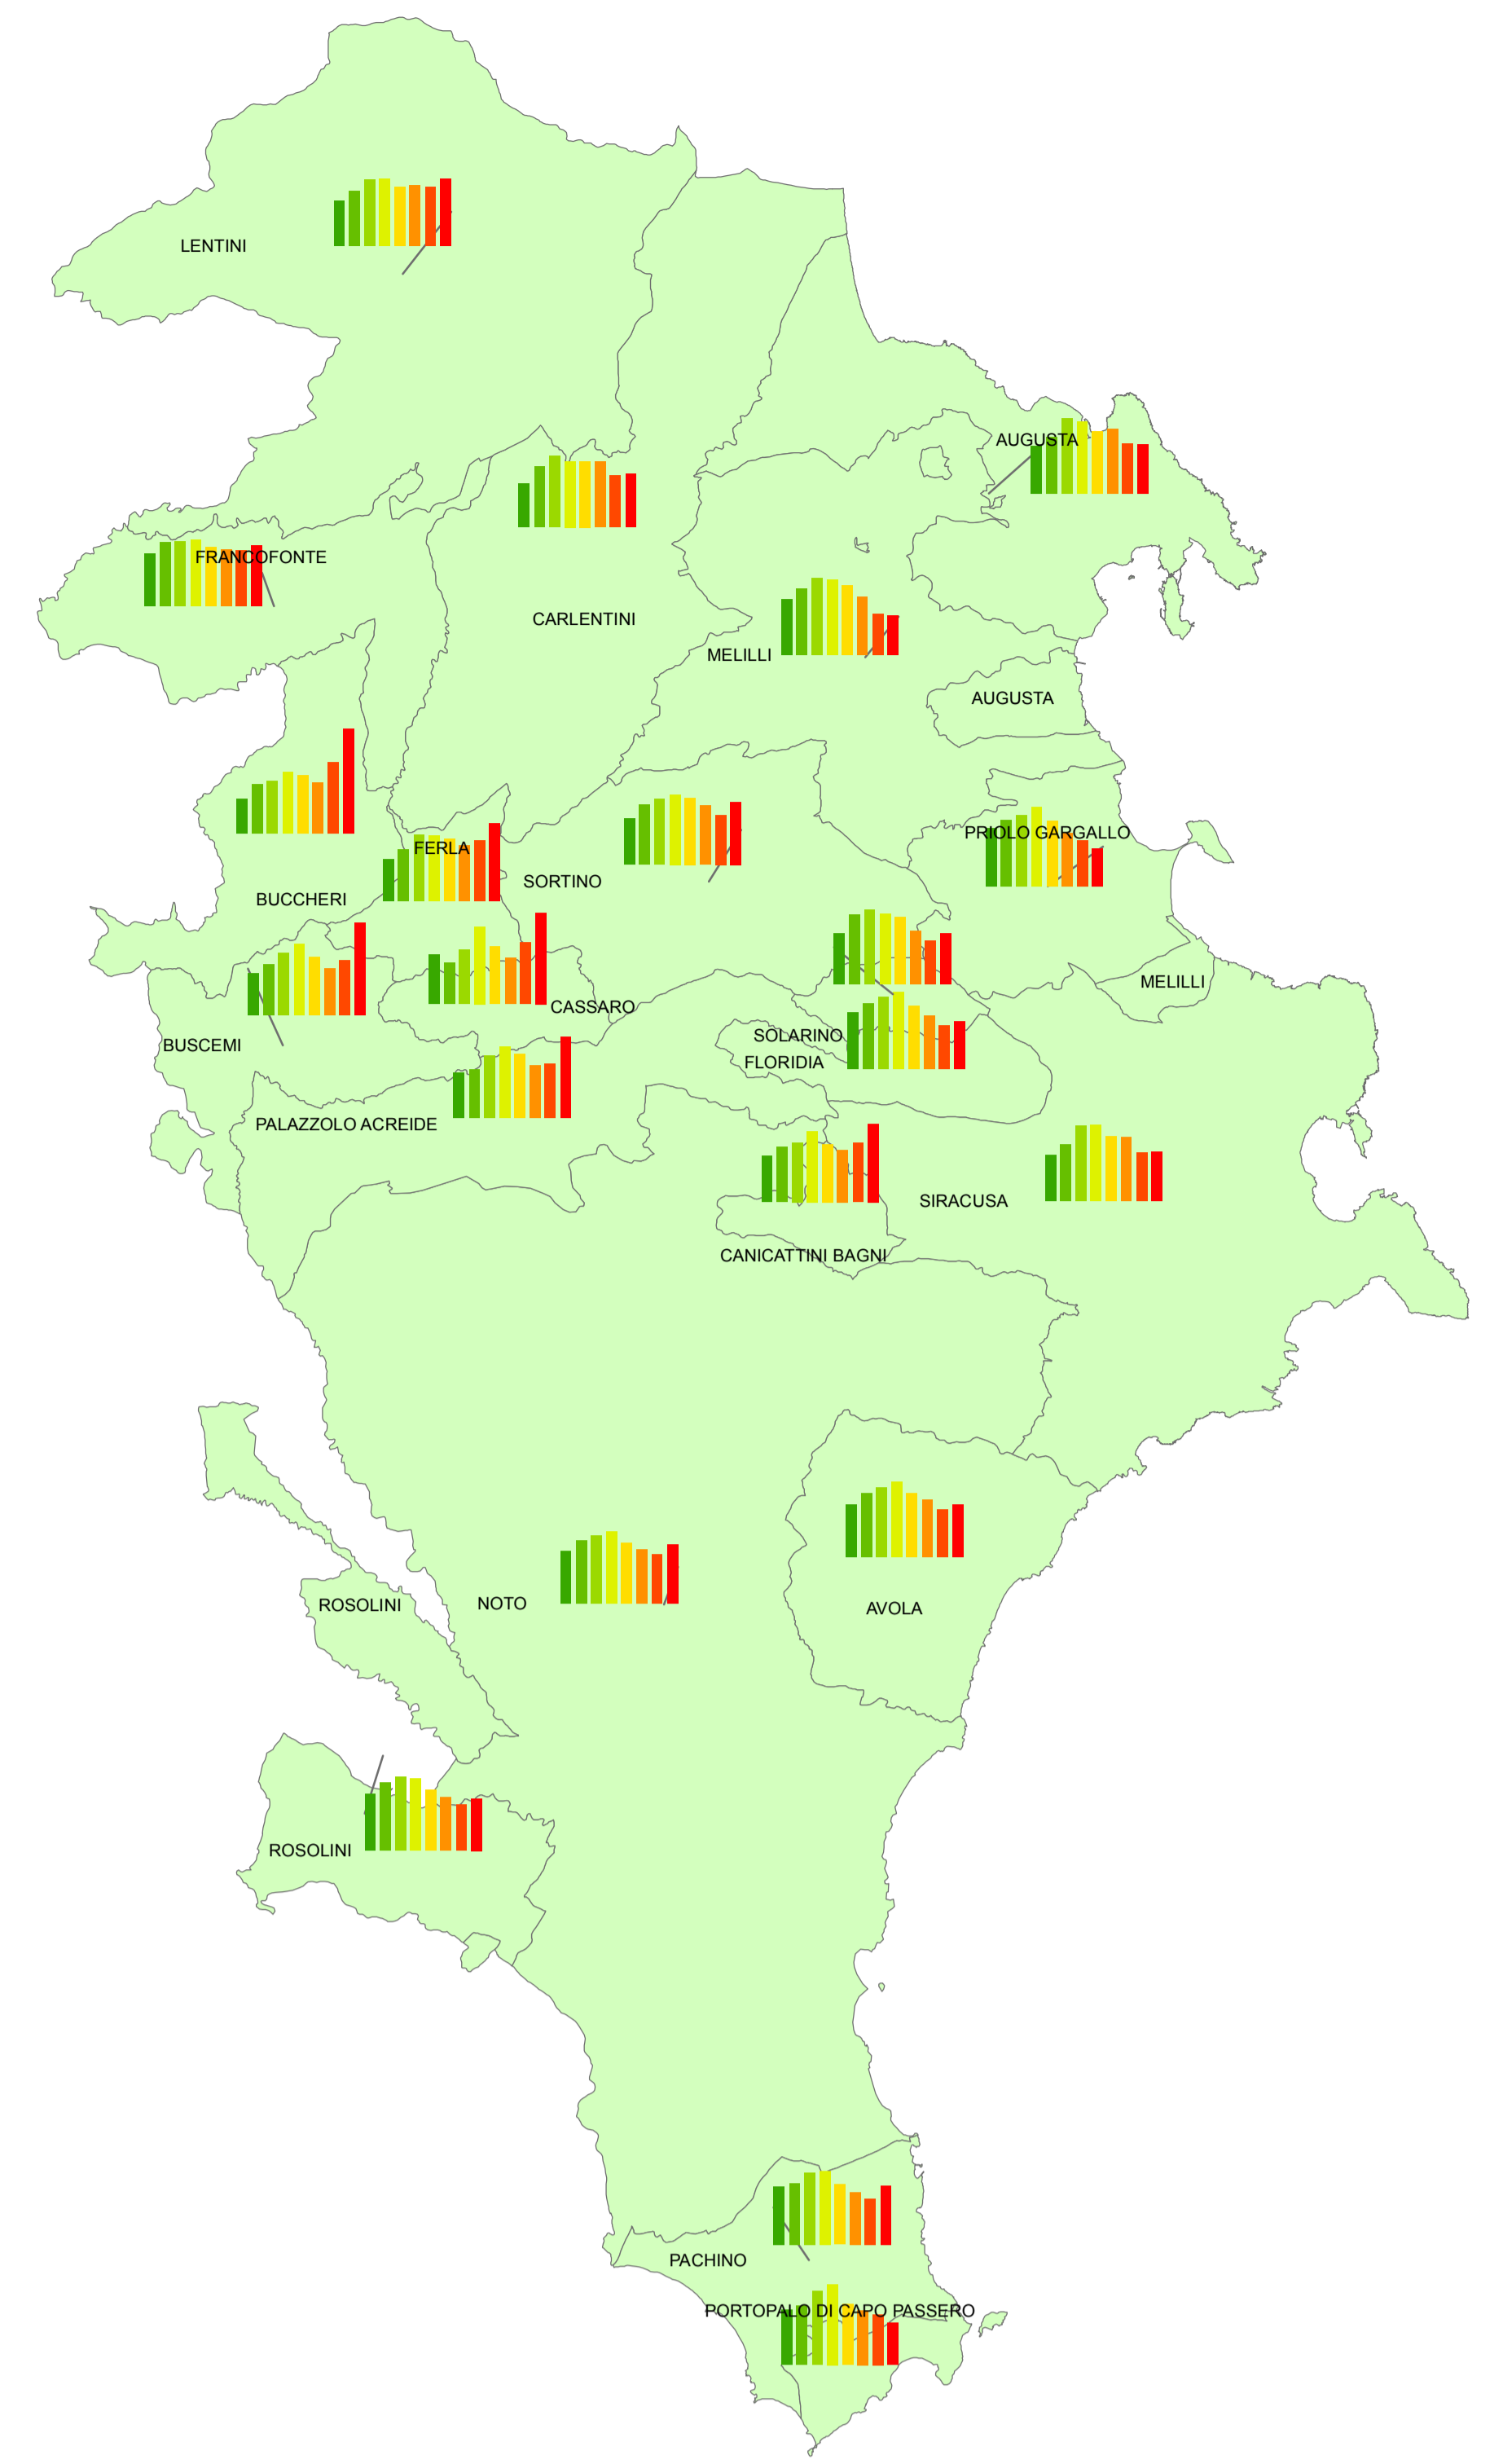 LENTINI
AUGUSTA
FRANCOFONTE
CARLENTINI
MELILLI
AUGUSTA
PRIOLO GARGALLO
FERLA
SORTINO
BUCCHERI
MELILLI
CASSARO
SOLARINO
BUSCEMI
FLORIDIA
PALAZZOLO ACREIDE
SIRACUSA
CANICATTINI BAGNI
ROSOLINI
NOTO
AVOLA
ROSOLINI
PACHINO
PORTOPALO DI CAPO PASSERO